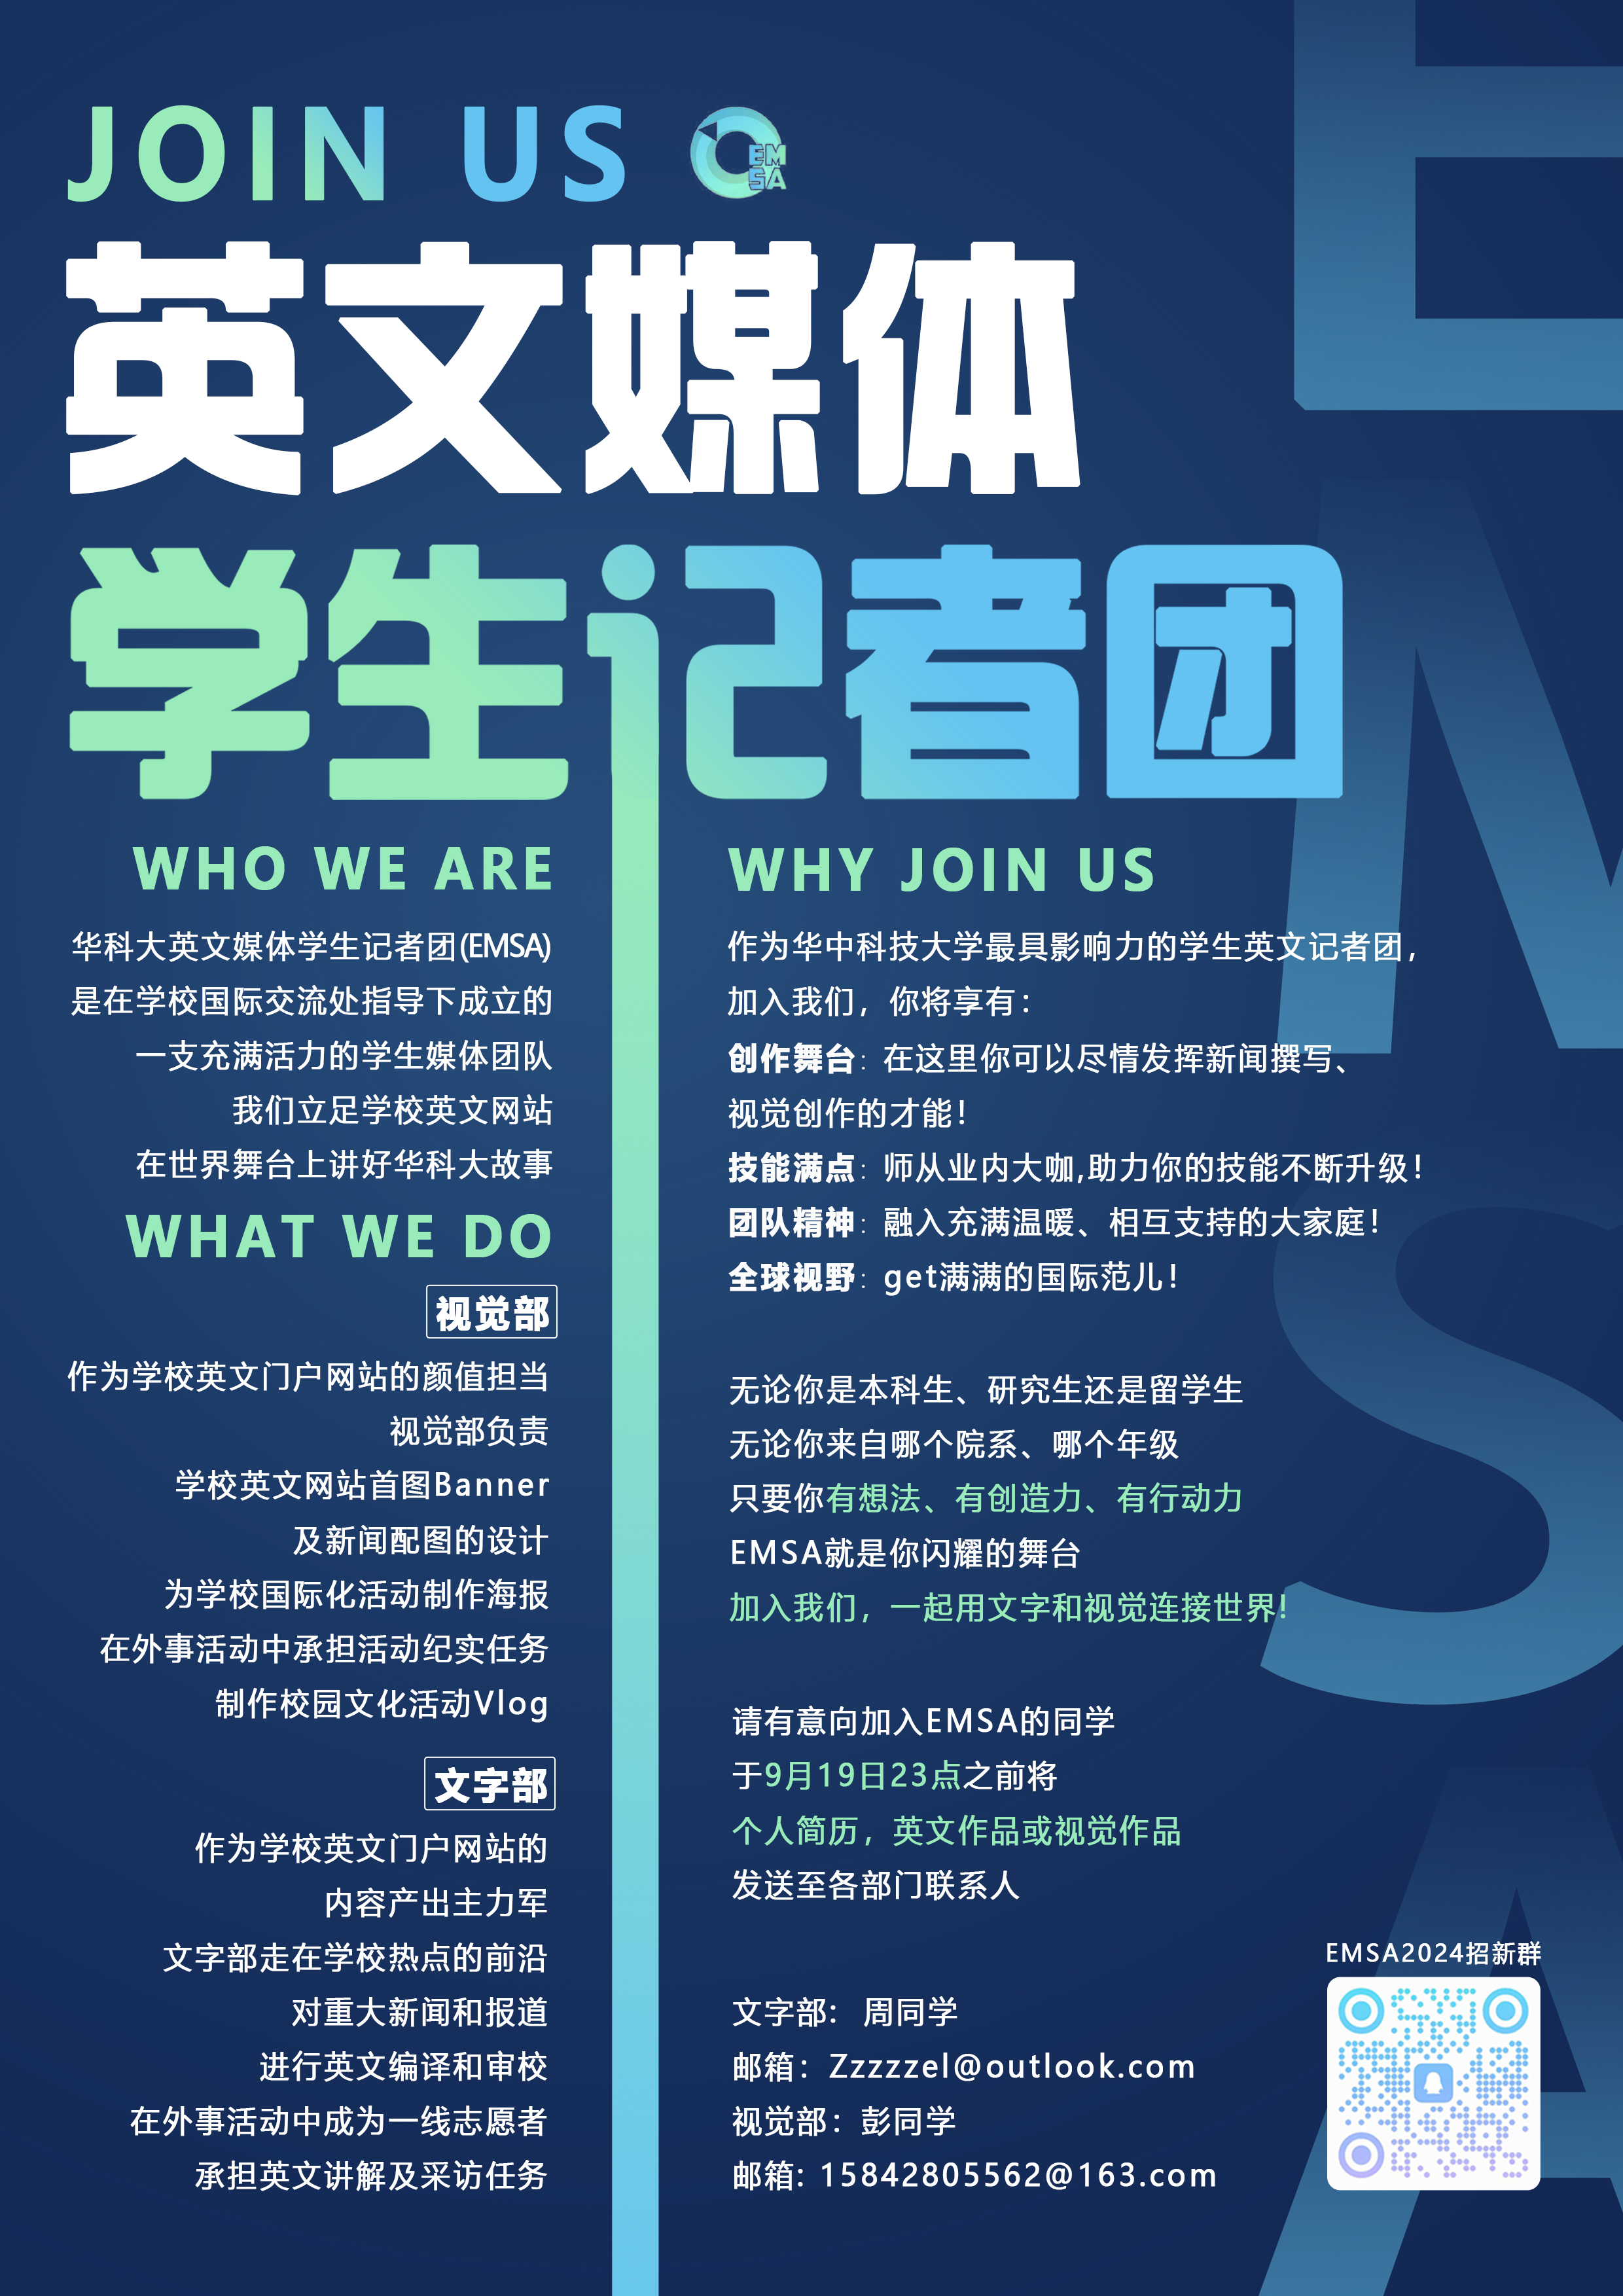 JOIN US
EM
SA
英文媒体
学生记者团
WHO WE ARE
华科大英文媒体学生记者团(EMSA)
是在学校国际交流处指导下成立的
一支充满活力的学生媒体团队
我们立足学校英文网站
在世界舞台上讲好华科大故事
WHAT WE DO
视觉部
作为学校英文门户网站的颜值担当
视觉部负责
学校英文网站首图Banner
及新闻配图的设计
为学校国际化活动制作海报
在外事活动中承担活动纪实任务
制作校园文化活动Vlog
文字部
作为学校英文门户网站的
内容产出主力军
文字部走在学校热点的前沿
对重大新闻和报道
进行英文编译和审校
在外事活动中成为一线志愿者
承担英文讲解及采访任务
WHY JOIN US
作为华中科技大学最具影响力的学生英文记者团，
加入我们，你将享有：
创作舞台：在这里你可以尽情发挥新闻撰写、
视觉创作的才能！
技能满点：师从业内大咖,助力你的技能不断升级！
团队精神：融入充满温暖、相互支持的大家庭！
全球视野：get满满的国际范儿！
无论你是本科生、研究生还是留学生
无论你来自哪个院系、哪个年级
只要你有想法、有创造力、有行动力
EMSA就是你闪耀的舞台
加入我们，一起用文字和视觉连接世界!
请有意向加入EMSA的同学
于9月19日23点之前将
个人简历，英文作品或视觉作品
发送至各部门联系人
文字部： 周同学
邮箱：Zzzzzel@outlook.com
视觉部：彭同学
邮箱: 15842805562@163.com
EMSA2024招新群
E
M
S
A